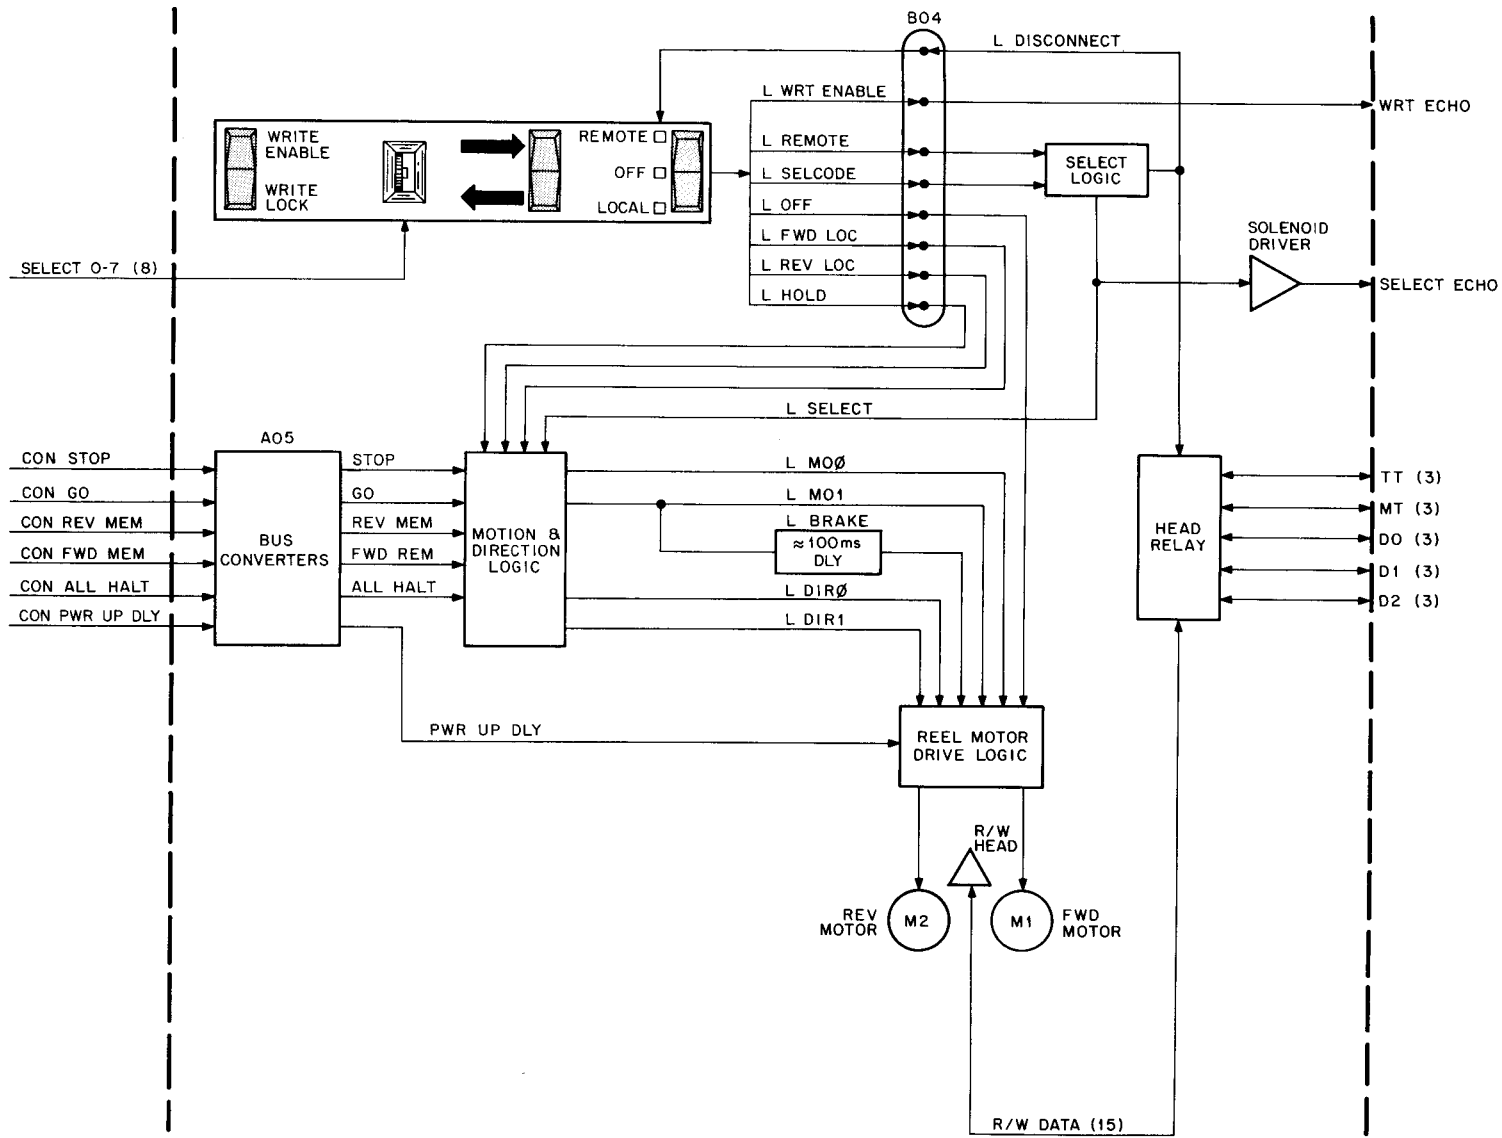 BO4
L DISCONNECT
L WRT ENABLE
WRT ECHO
WRITE
ENABLE
WRITE
LOCK
REMOTE
OFF
LOCAL
L REMOTE
L SELCODE
L OFF
L FWD LOC
L REV LOC
L HOLD
SELECT
LOGIC
SOLENOID
DRIVER
SELECT 0-7 (8)
SELECT ECHO
L SELECT
AO5
CON STOP
CON GO
CON REV MEM
CON FWD MEM
CON ALL HALT
CON PWR UP DLY
BUS
CONVERTERS
STOP
GO
REV MEM
FWD REM
ALL HALT
MOTION &
DIRECTION
LOGIC
L MOØ
L MO1
L BRAKE
≈100ms
DLY
L DIRØ
L DIR1
HEAD
RELAY
TT (3)
MT (3)
DO (3)
D1 (3)
D2 (3)
PWR UP DLY
REEL MOTOR
DRIVE LOGIC
R/W
HEAD
REV
MOTOR
M2
M1
FWD
MOTOR
R/W DATA (15)